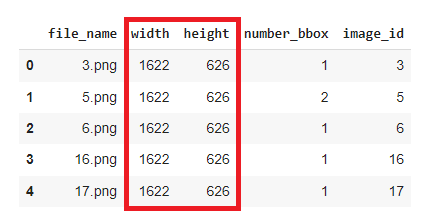 file_name width height number_bbox image_id
0 3.png 1622 626 1 3
1 5.png 1622 626 2 5
2 6.png 1622 626 1 6
3 16.png 1622 626 1 16
4 17.png 1622 626 1 17